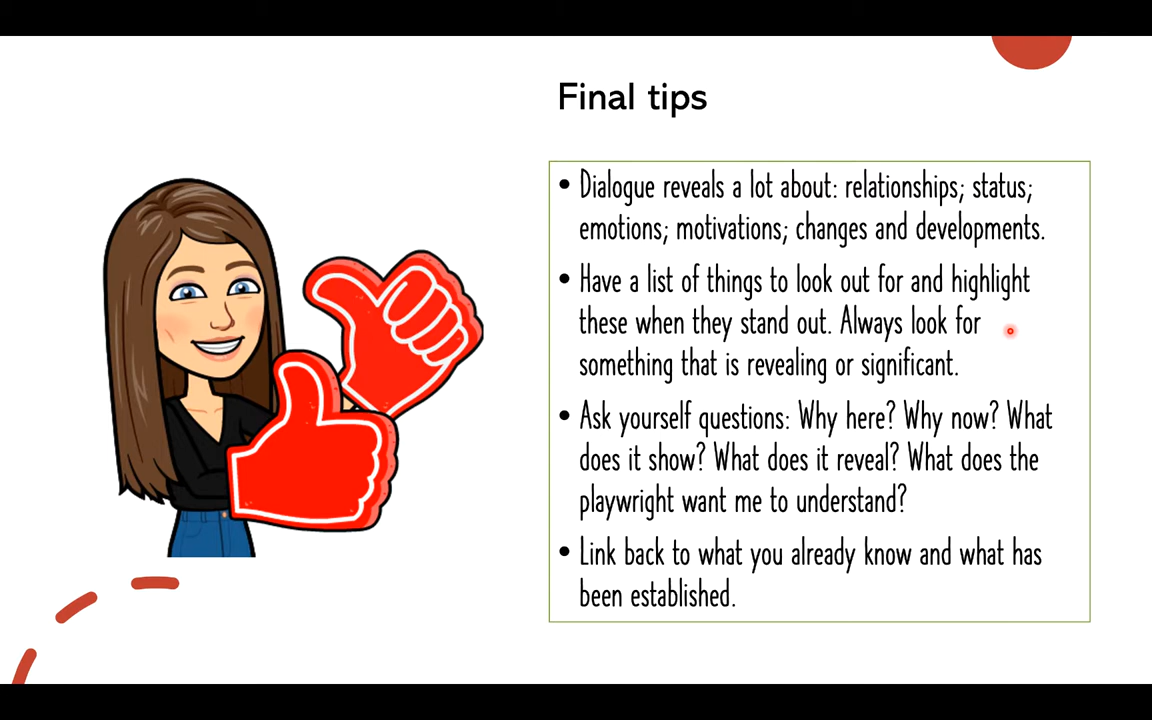 Final tips
• Dialogue reveals a lot about: relationships; status;
emotions; motivations; changes and developments.
• Have a list of things to look out for and highlight
these when they stand out. Always look for
something that is revealing or significant.
• Ask yourself questions: Why here? Why now? What
does it show? What does it reveal? What does the
playwright want me to understand?
• Link back to what you already know and what has
been established.